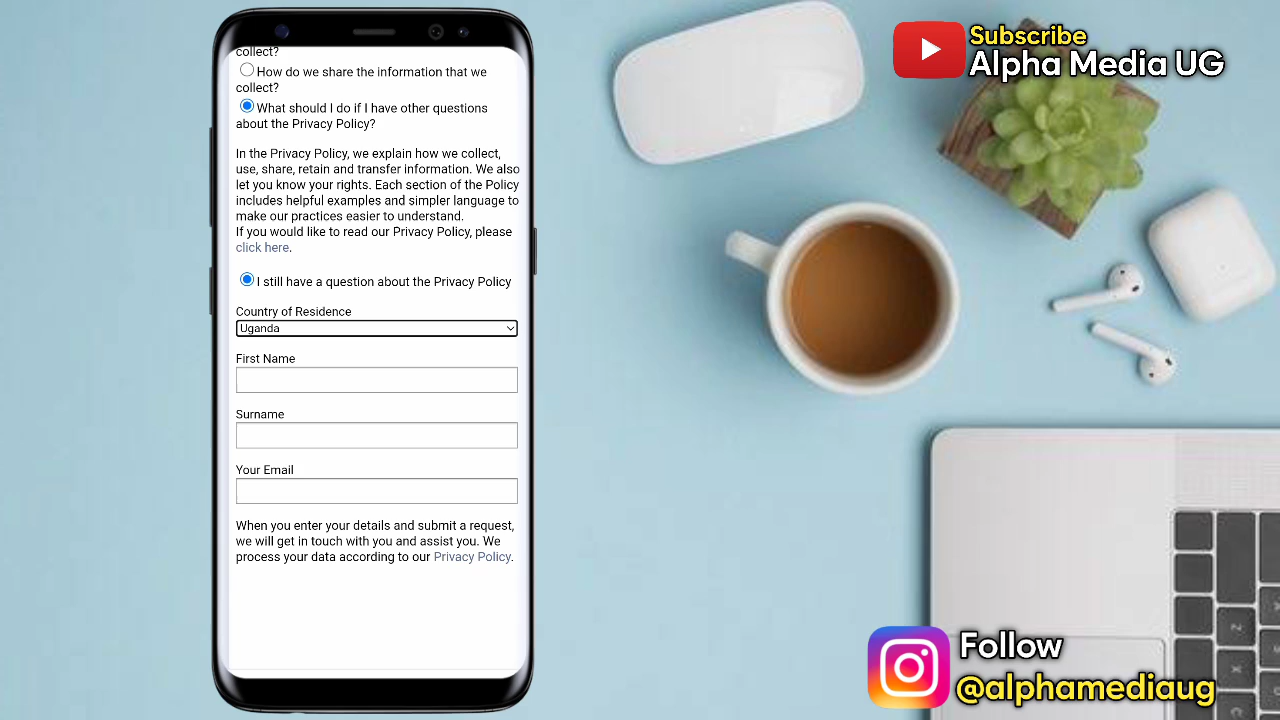 collect?
How do we share the information that we
collect?
What should I do if I have other questions
about the Privacy Policy?
In the Privacy Policy, we explain how we collect,
use, share, retain and transfer information. We also
let you know your rights. Each section of the Policy
includes helpful examples and simpler language to
make our practices easier to understand.
If you would like to read our Privacy Policy, please
click here.
I still have a question about the Privacy Policy
Country of Residence
Uganda
First Name
Surname
Your Email
When you enter your details and submit a request,
we will get in touch with you and assist you. We
process your data according to our Privacy Policy.
Subscribe
Alpha Media UG
Follow
@alphamediaug